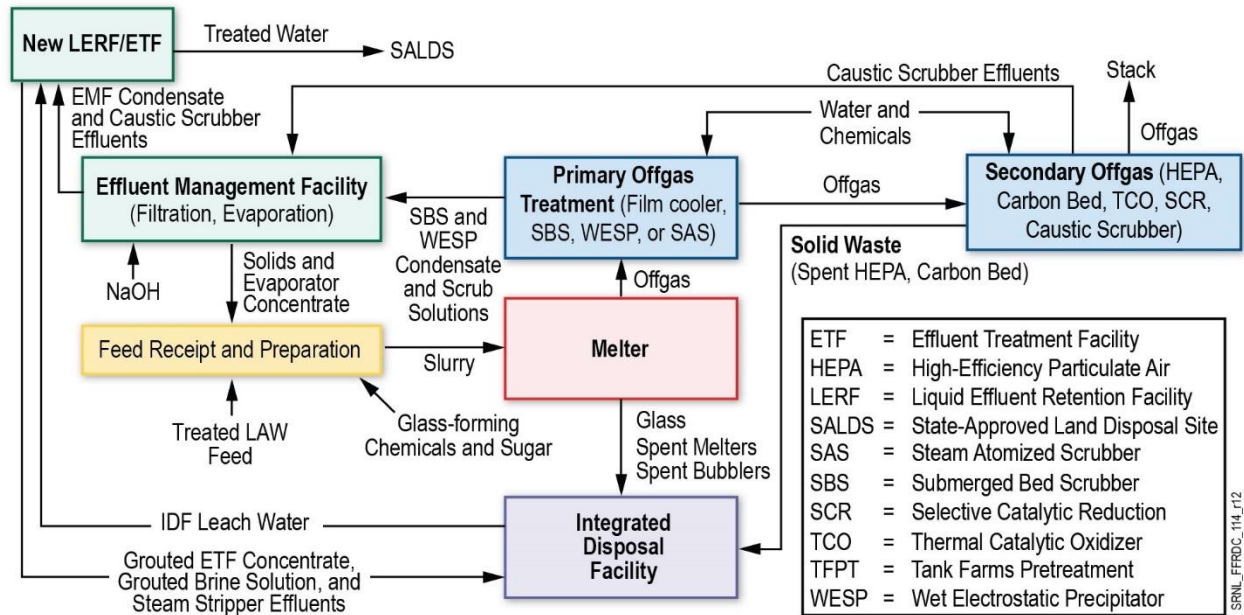 New LERF/ETF
Treated Water
SALDS
EMF Condensate
and Caustic Scrubber
Effluents
Caustic Scrubber Effluents
Stack
Water and
Chemicals
Offgas
Effluent Management Facility
(Filtration, Evaporation)
SBS and
WESP
Condensate
and Scrub
Solutions
Primary Offgas
Treatment (Film cooler,
SBS, WESP, or SAS)
Offgas
Secondary Offgas (HEPA,
Carbon Bed, TCO, SCR,
Caustic Scrubber)
Solid Waste
(Spent HEPA, Carbon Bed)
NaOH
Solids and
Evaporator
Concentrate
Offgas
Feed Receipt and Preparation
Slurry
Melter
Treated LAW
Feed
Glass-forming
Chemicals and Sugar
Glass
Spent Melters
Spent Bubblers
IDF Leach Water
Integrated
Disposal
Facility
Grouted ETF Concentrate,
Grouted Brine Solution, and
Steam Stripper Effluents
ETF = Effluent Treatment Facility
HEPA = High-Efficiency Particulate Air
LERF = Liquid Effluent Retention Facility
SALDS = State-Approved Land Disposal Site
SAS = Steam Atomized Scrubber
SBS = Submerged Bed Scrubber
SCR = Selective Catalytic Reduction
TCO = Thermal Catalytic Oxidizer
TFPT = Tank Farms Pretreatment
WESP = Wet Electrostatic Precipitator
SRNL_FFRDC_114_r12